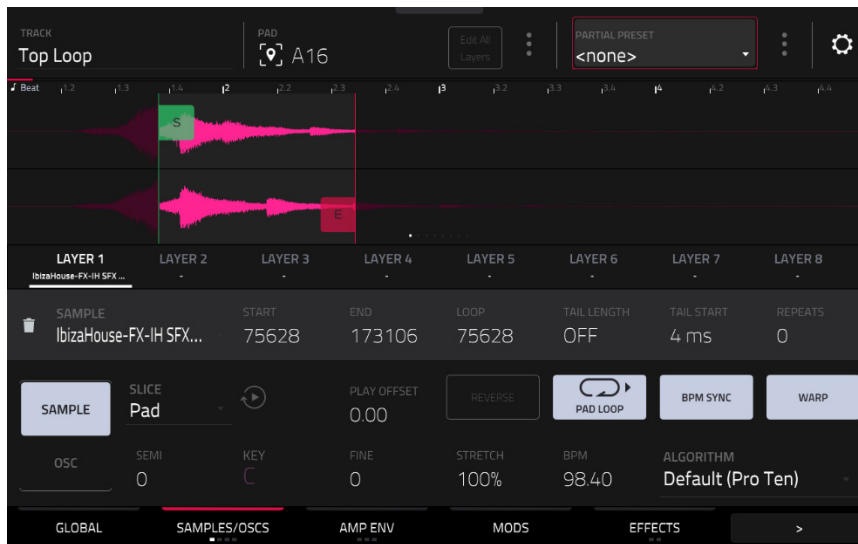 TRACK PAD PARTIAL PRESET
Top Loop A16 Edit All Layers <none>
♪ Beat 1.2 1.3 1.4 2 2.2 2.3 2.4 3 3.2 3.3 3.4 4 4.2 4.3 4.4
S
E
LAYER 1 LAYER 2 LAYER 3 LAYER 4 LAYER 5 LAYER 6 LAYER 7 LAYER 8
IbizaHouse-FX-IH SFX ... - - - - - - -
SAMPLE START END LOOP TAIL LENGTH TAIL START REPEATS
IbizaHouse-FX-IH SFX... 75628 173106 75628 OFF 4 ms 0
SAMPLE SLICE PLAY OFFSET REVERSE PAD LOOP BPM SYNC WARP
Pad 0.00
OSC SEMI KEY FINE STRETCH BPM ALGORITHM
0 C 0 100% 98.40 Default (Pro Ten)
GLOBAL SAMPLES/OSCS AMP ENV MODS EFFECTS >